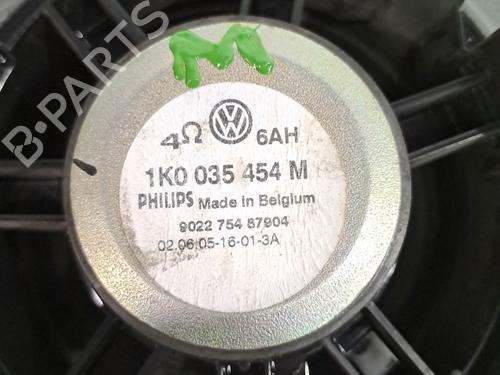 M
4Ω VW 6AH
1K0 035 454 M
PHILIPS Made in Belgium
9022 754 87904
02.06.05-16-01-3A
B-PARTS